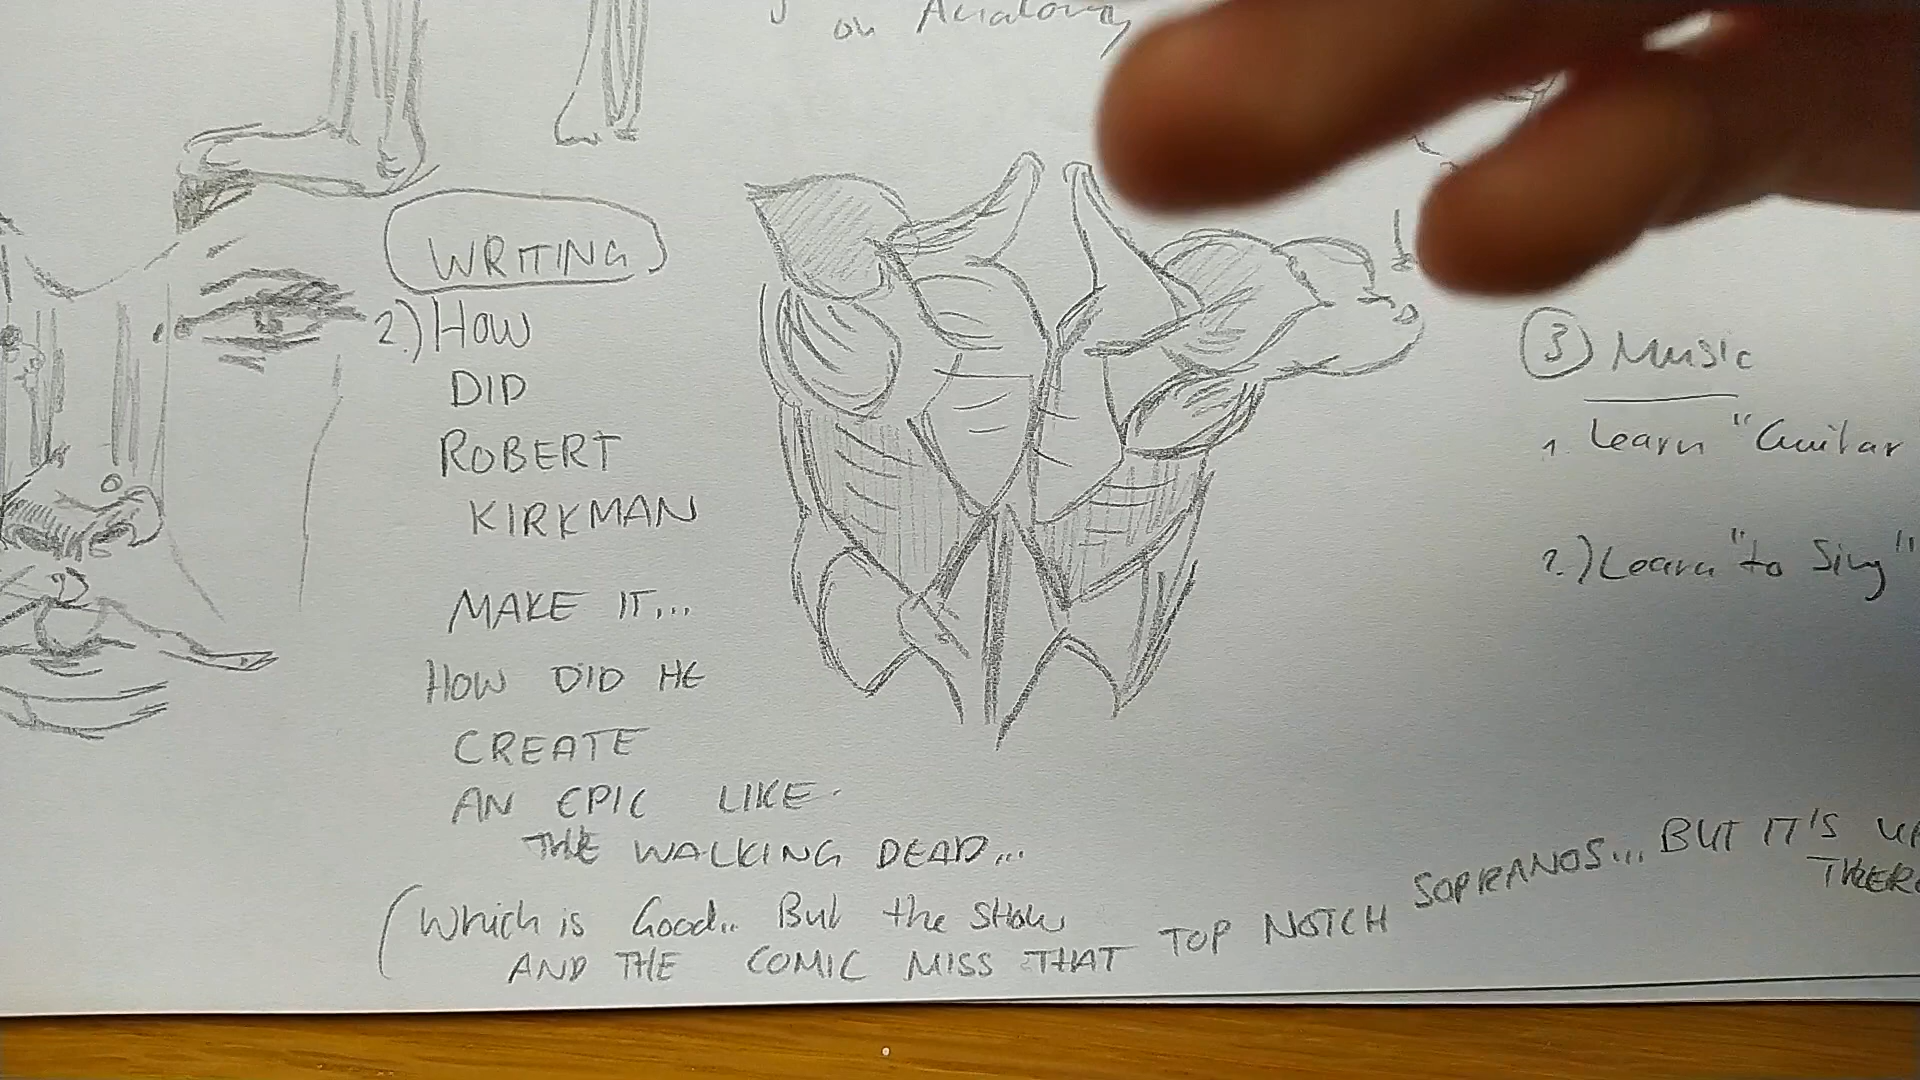 on Anatomy
WRITING
2.) HOW
DID
ROBERT
KIRKMAN
MAKE IT...
HOW DID HE
CREATE
AN EPIC LIKE.
THE WALKING DEAD...
(Which is Good.. But the SHOW
AND THE COMIC MISS THAT TOP NOTCH SOPRANOS... BUT IT'S UP
THERE
3 Music
1. Learn "Guitar
2.) Learn "to Sing"